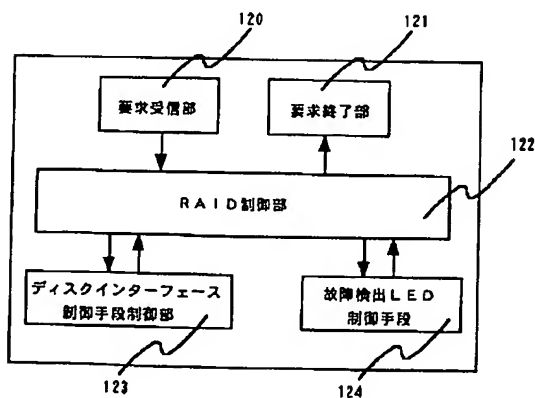 120
121
要求受信部
要求終了部
122
RAID制御部
ディスクインターフェース
制御手段制御部
故障検出LED
制御手段
123
124